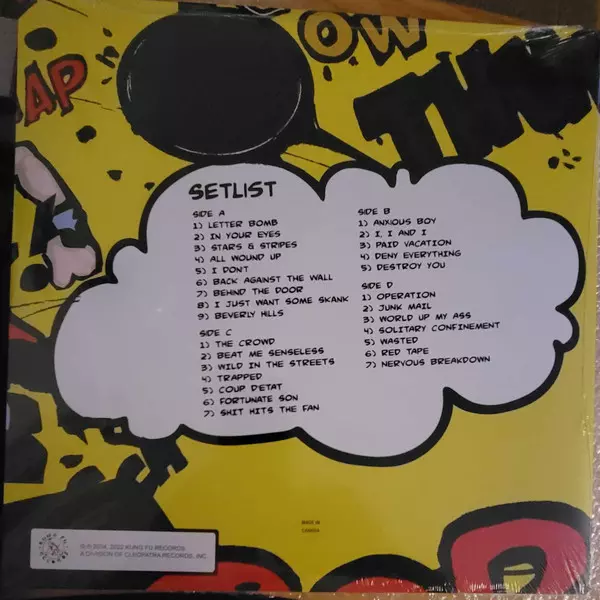 OW
AP
SETLIST
SIDE A
1) LETTER BOMB
2) IN YOUR EYES
3) STARS & STRIPES
4) ALL WOUND UP
5) I DONT
6) BACK AGAINST THE WALL
7) BEHIND THE DOOR
8) I JUST WANT SOME SKANK
9) BEVERLY HILLS
SIDE B
1) ANXIOUS BOY
2) I, I AND I
3) PAID VACATION
4) DENY EVERYTHING
5) DESTROY YOU
SIDE C
1) THE CROWD
2) BEAT ME SENSELESS
3) WILD IN THE STREETS
4) TRAPPED
5) COUP D'ETAT
6) FORTUNATE SON
7) SHIT HITS THE FAN
SIDE D
1) OPERATION
2) JUNK MAIL
3) WORLD UP MY ASS
4) SOLITARY CONFINEMENT
5) WASTED
6) RED TAPE
7) NERVOUS BREAKDOWN
MADE IN
CANADA
KUNG FU RECORDS
A DIVISION OF CLEOPATRA RECORDS, INC.